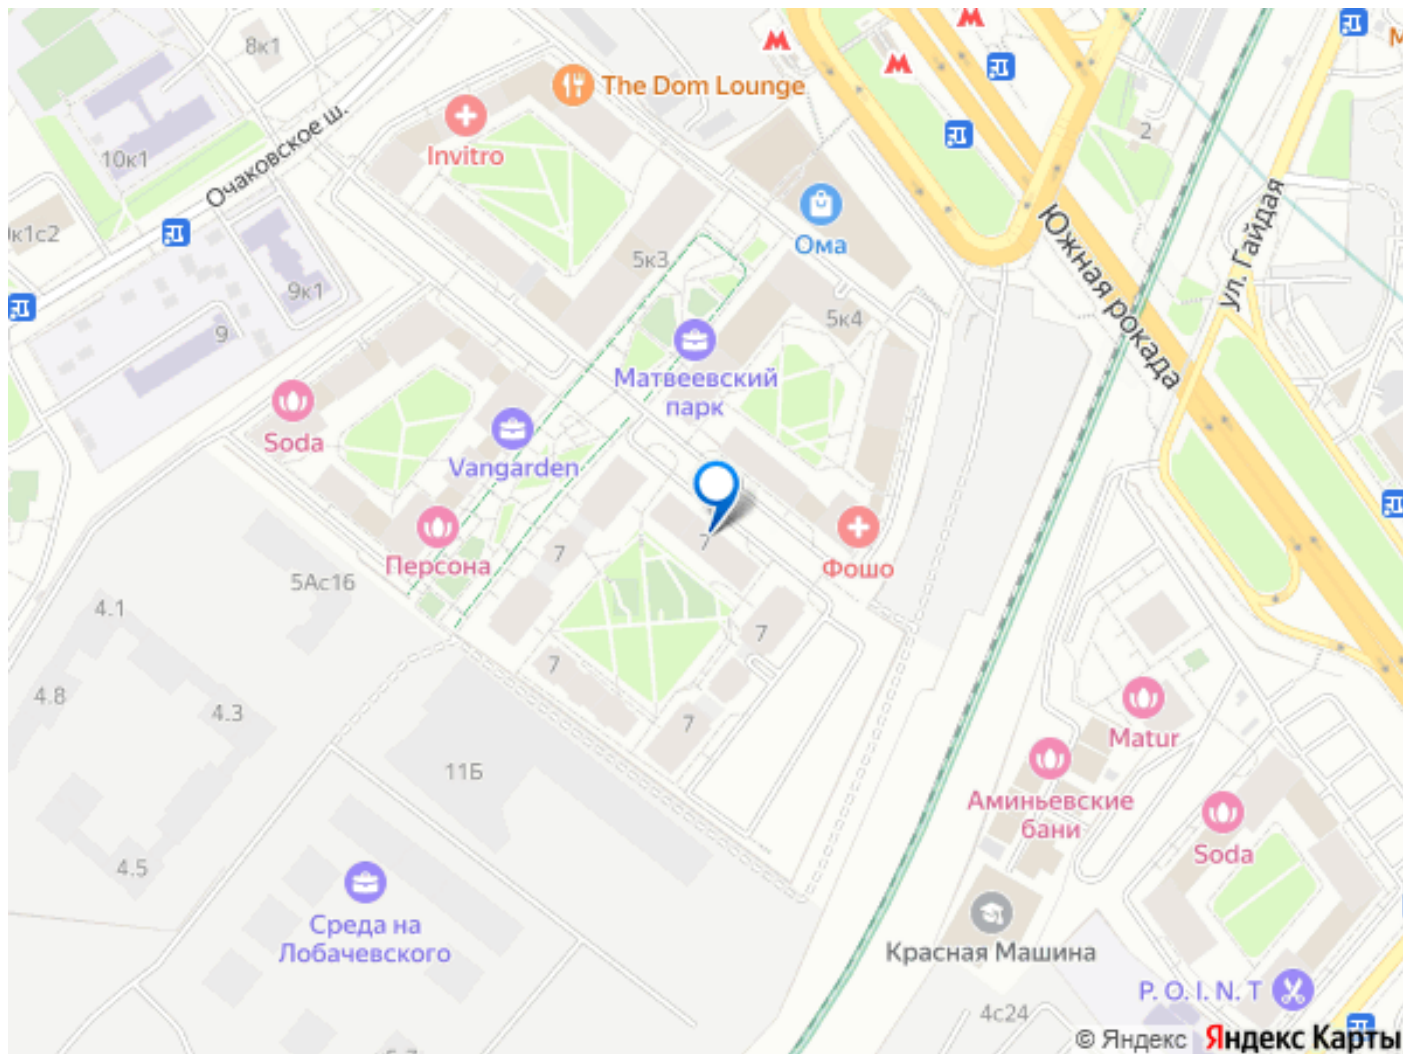 8к1
The Dom Lounge
Invitro
10к1
Очаковское ш.
2
к1с2
Ома
Южная рокада
ул. Гайдая
5к3
9к1
9
5к4
Матвеевский
парк
Soda
Vangarden
7
7
Персона
Фошо
5Ас16
4.1
7
7
4.8
4.3
7
Matur
11Б
Аминьевские
бани
Soda
4.5
Среда на
Лобачевского
Красная Машина
P. O. I. N. T
4с24
© Яндекс Яндекс Карты